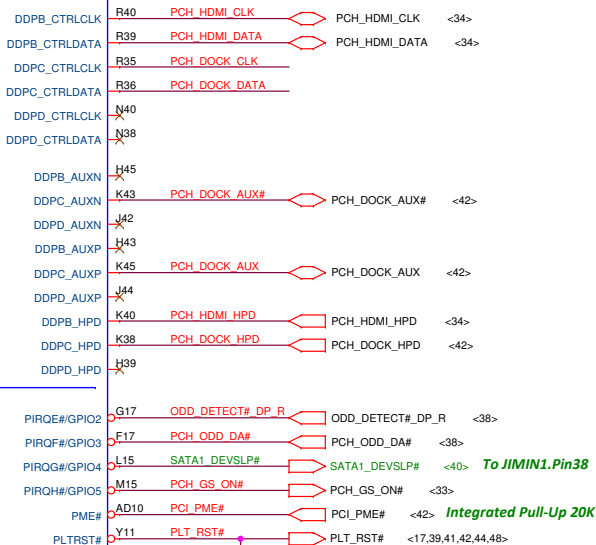 DDPB_CTRLCLK R40 PCH_HDMI_CLK PCH_HDMI_CLK <34>
DDPB_CTRLDATA R39 PCH_HDMI_DATA PCH_HDMI_DATA <34>
DDPC_CTRLCLK R35 PCH_DOCK_CLK
DDPC_CTRLDATA R36 PCH_DOCK_DATA
DDPD_CTRLCLK N40
DDPD_CTRLDATA N38
DDPB_AUXN H45
DDPC_AUXN K43 PCH_DOCK_AUX# PCH_DOCK_AUX# <42>
DDPD_AUXN J42
DDPB_AUXP H43
DDPC_AUXP K45 PCH_DOCK_AUX PCH_DOCK_AUX <42>
DDPD_AUXP J44
DDPB_HPD K40 PCH_HDMI_HPD PCH_HDMI_HPD <34>
DDPC_HPD K38 PCH_DOCK_HPD PCH_DOCK_HPD <42>
DDPD_HPD H39
PIRQE#/GPIO2 G17 ODD_DETECT#_DP_R ODD_DETECT#_DP_R <38>
PIRQF#/GPIO3 F17 PCH_ODD_DA# PCH_ODD_DA# <38>
PIRQG#/GPIO4 L15 SATA1_DEVSLP# SATA1_DEVSLP# <40> To JIMIN1.Pin38
PIRQH#/GPIO5 M15 PCH_GS_ON# PCH_GS_ON# <33>
PME# AD10 PCI_PME# PCI_PME# <42> Integrated Pull-Up 20K
PLTRST# Y11 PLT_RST# PLT_RST# <17,39,41,42,44,48>